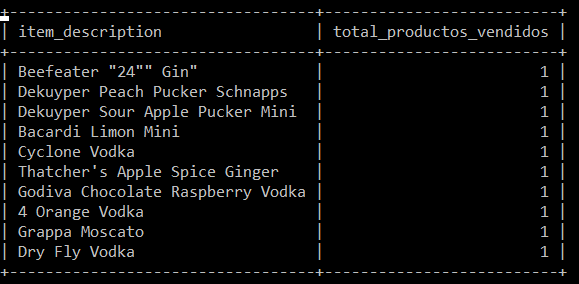 +-----------------------------------+--------------------------+
| item_description | total_productos_vendidos |
+-----------------------------------+--------------------------+
| Beefeater "24"" Gin" | 1 |
| Dekuyper Peach Pucker Schnapps | 1 |
| Dekuyper Sour Apple Pucker Mini | 1 |
| Bacardi Limon Mini | 1 |
| Cyclone Vodka | 1 |
| Thatcher's Apple Spice Ginger | 1 |
| Godiva Chocolate Raspberry Vodka | 1 |
| 4 Orange Vodka | 1 |
| Grappa Moscato | 1 |
| Dry Fly Vodka | 1 |
+-----------------------------------+--------------------------+